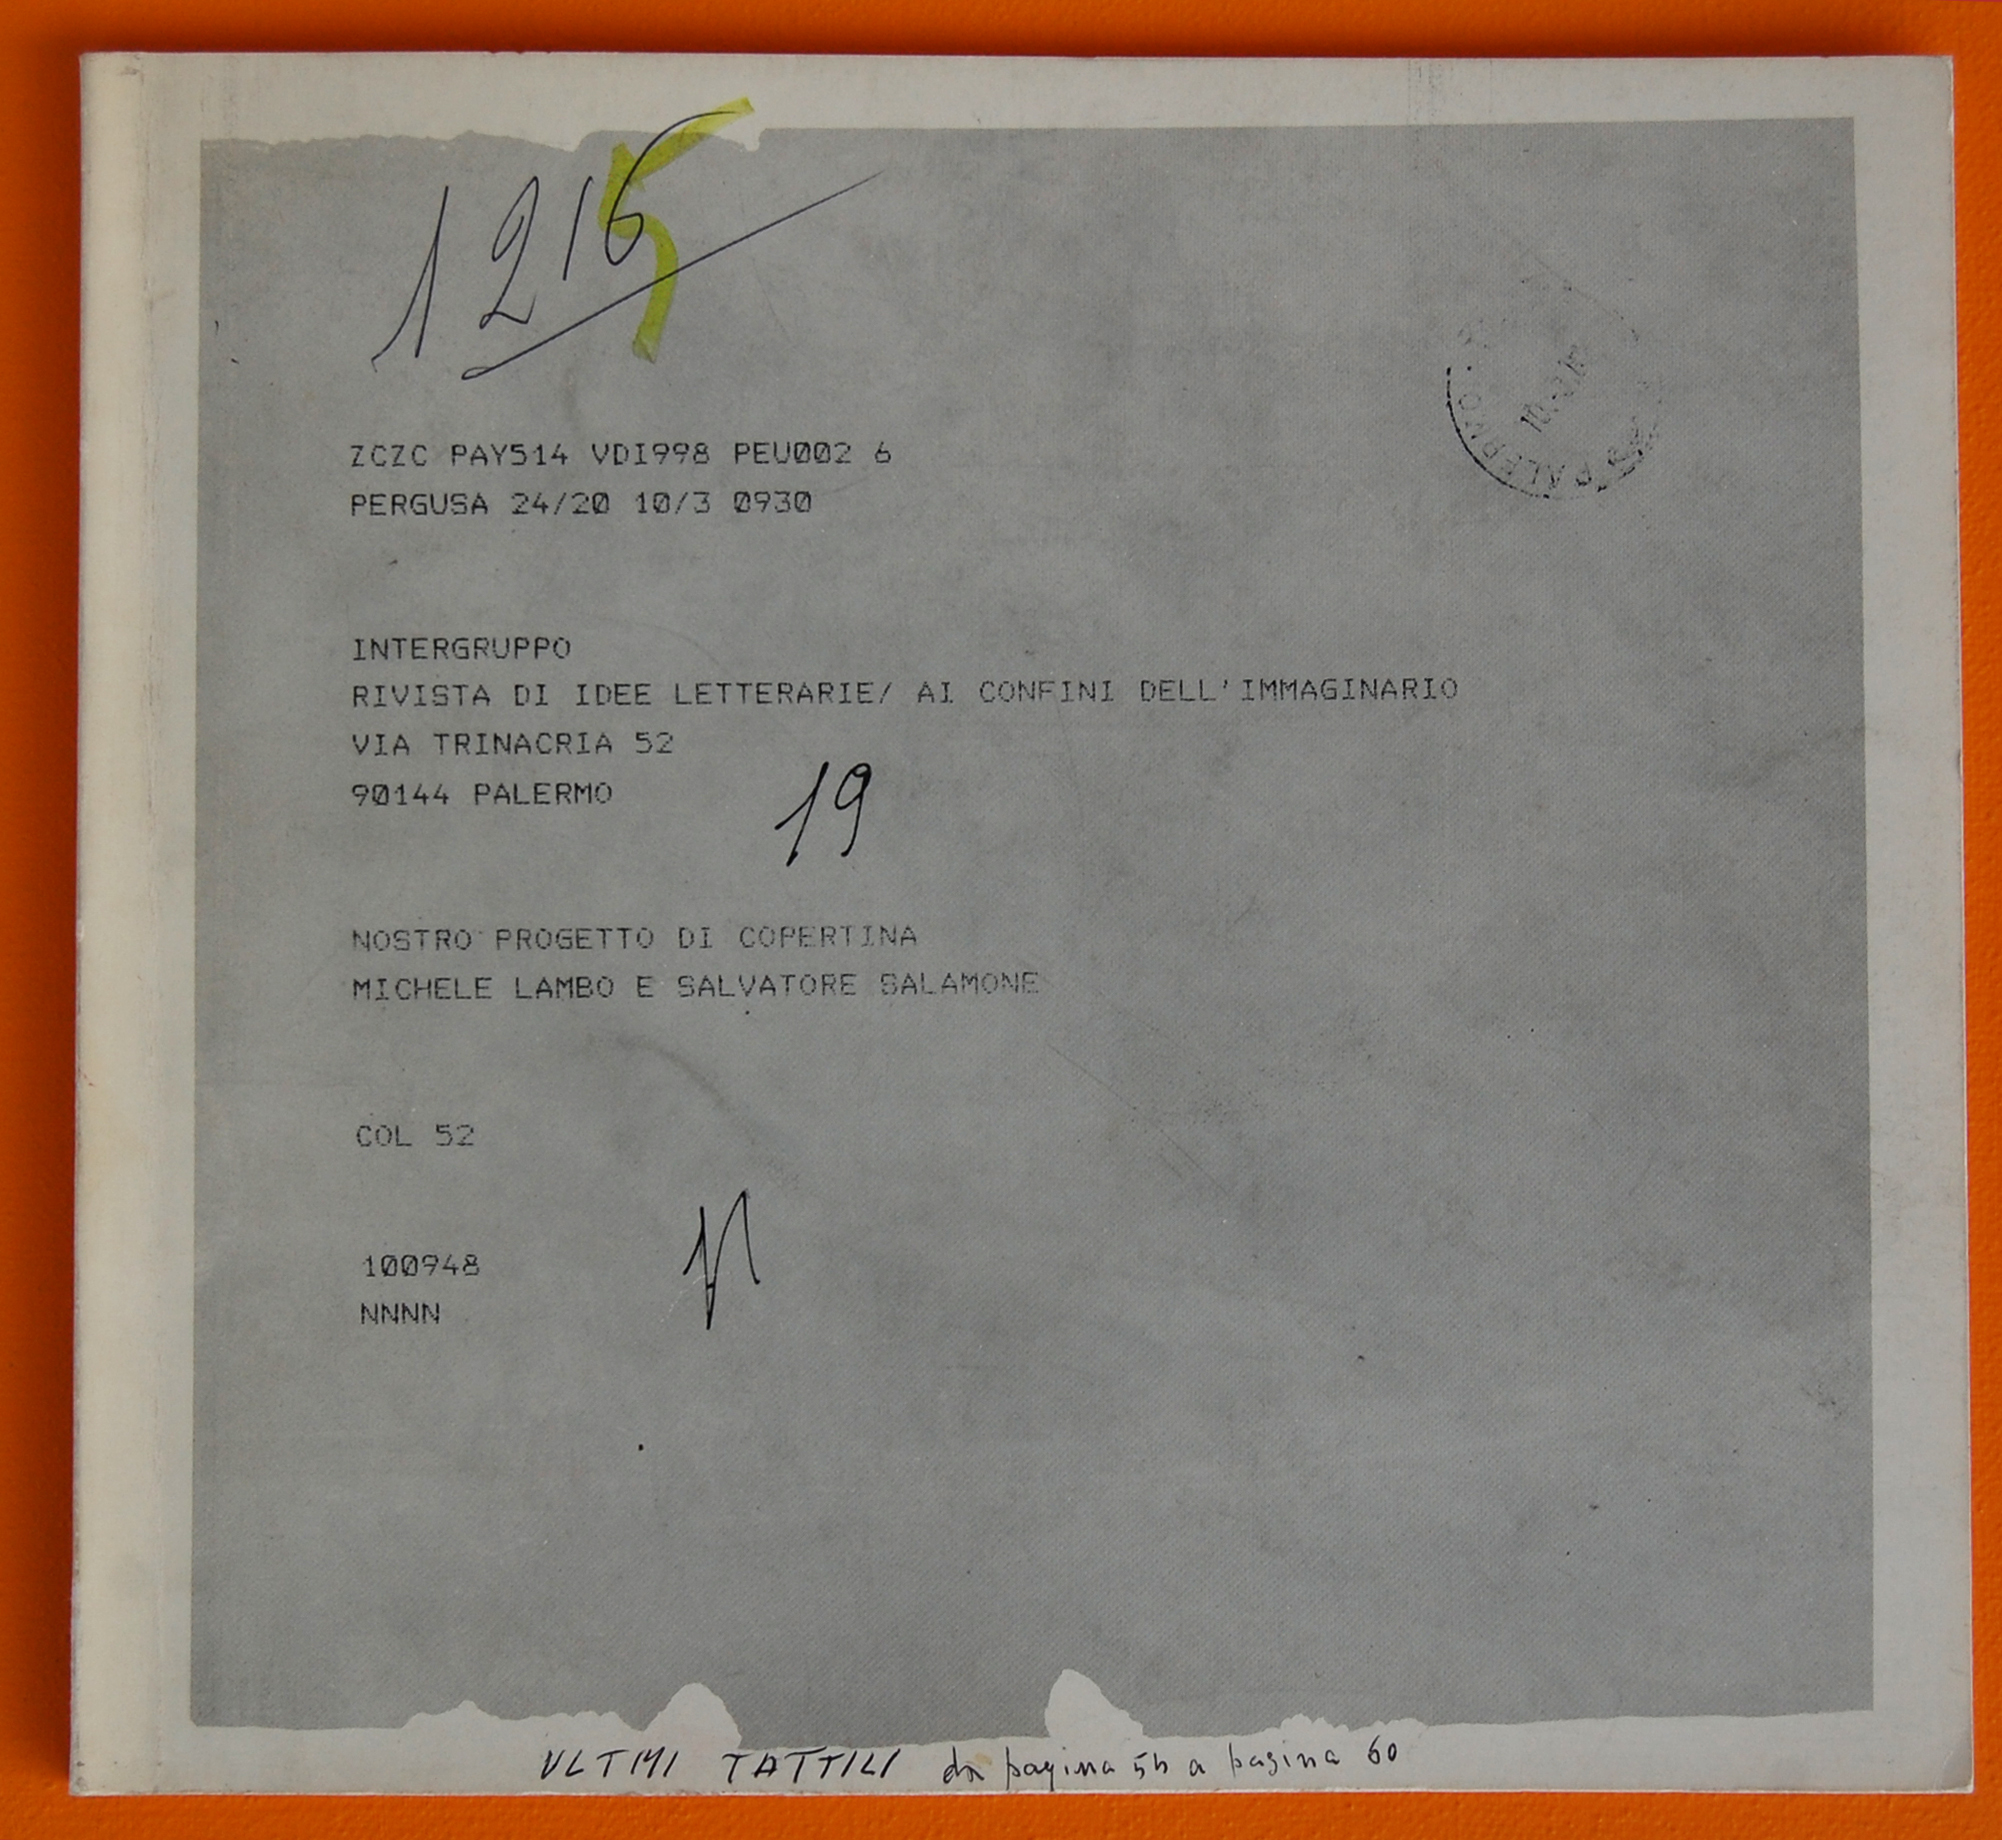 1216
ZCZC PAY514 VDI998 PEU002 6
PERGUSA 24/20 10/3 0930
PALERMO
INTERGRUPPO
RIVISTA DI IDEE LETTERARIE/ AI CONFINI DELL'IMMAGINARIO
VIA TRINACRIA 52
90144 PALERMO
19
NOSTRO PROGETTO DI COPERTINA
MICHELE LAMBO E SALVATORE SALAMONE
COL 52
100948
NNNN
ULTIMI TATTILI da pagina a pagina 60